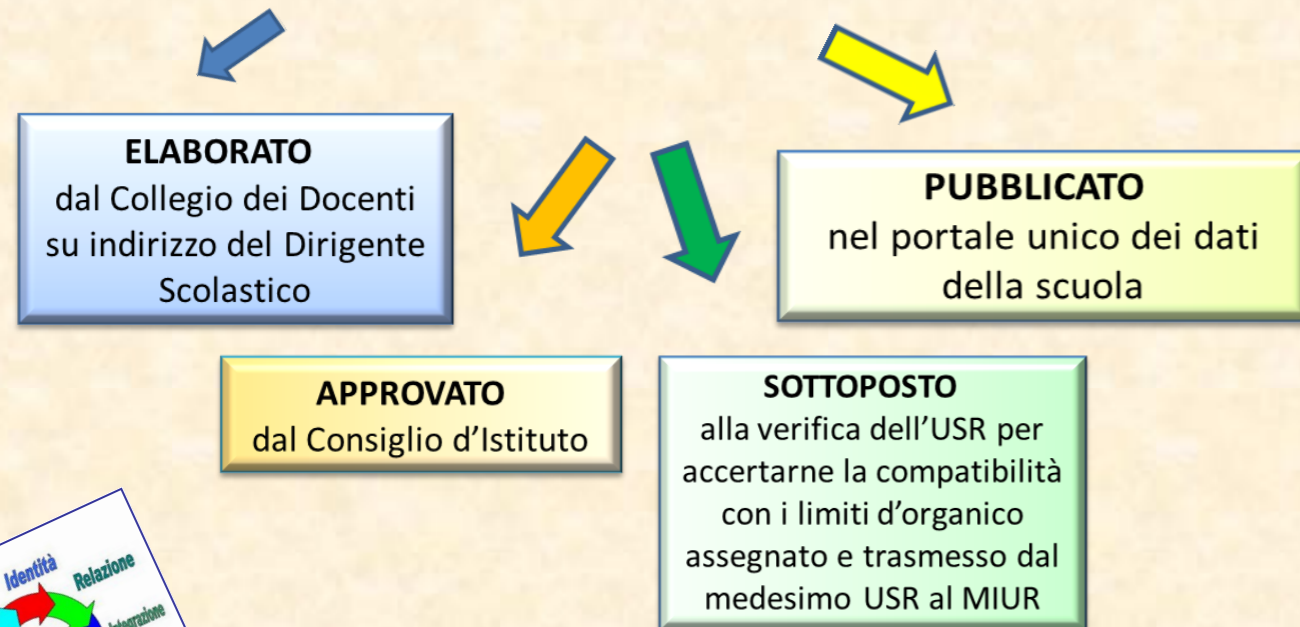 ELABORATO
dal Collegio dei Docenti
su indirizzo del Dirigente
Scolastico
PUBBLICATO
nel portale unico dei dati
della scuola
APPROVATO
dal Consiglio d’Istituto
SOTTOPOSTO
alla verifica dell’USR per
accertarne la compatibilità
con i limiti d’organico
assegnato e trasmesso dal
medesimo USR al MIUR
Identità
Relazione